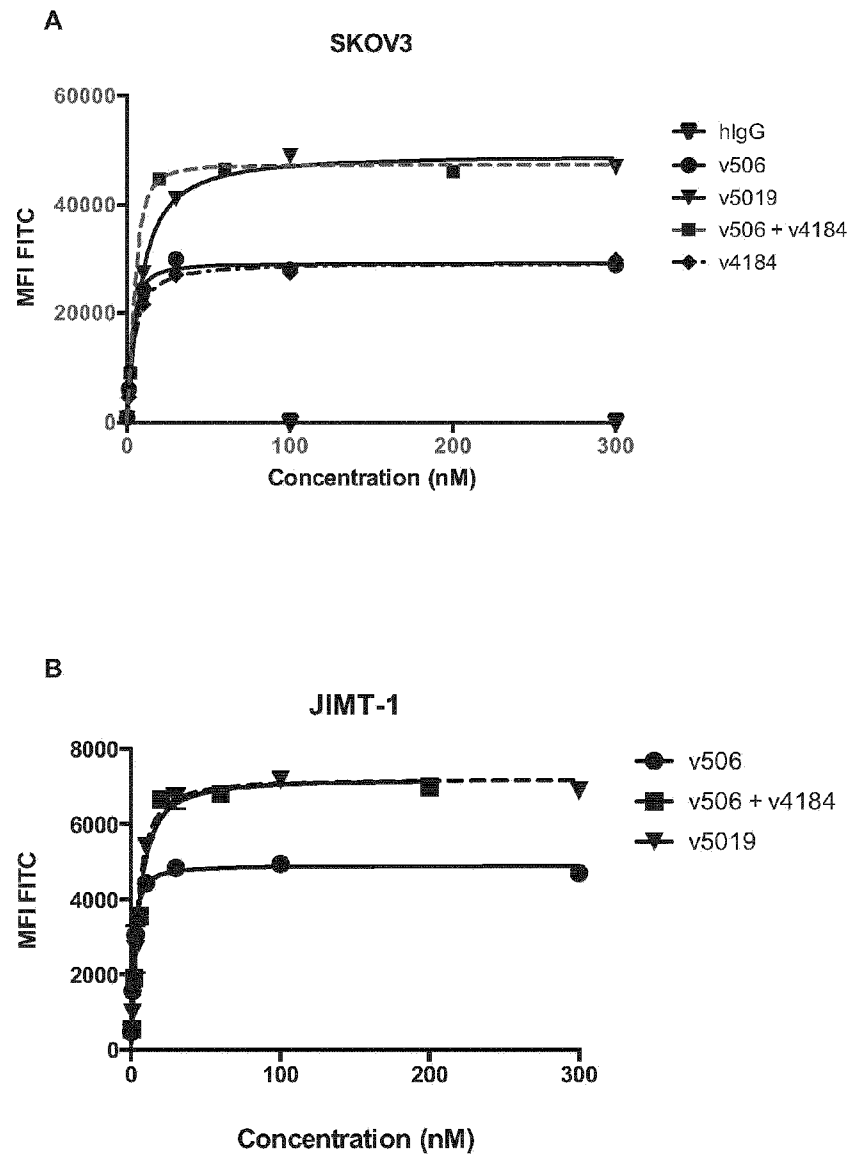 A
SKOV3
60000
40000
20000
0
MFI FITC
0 100 200 300
Concentration (nM)
hIgG
v506
v5019
v506 + v4184
v4184
B
JIMT-1
8000
6000
4000
2000
0
MFI FITC
0 100 200 300
Concentration (nM)
v506
v506 + v4184
v5019